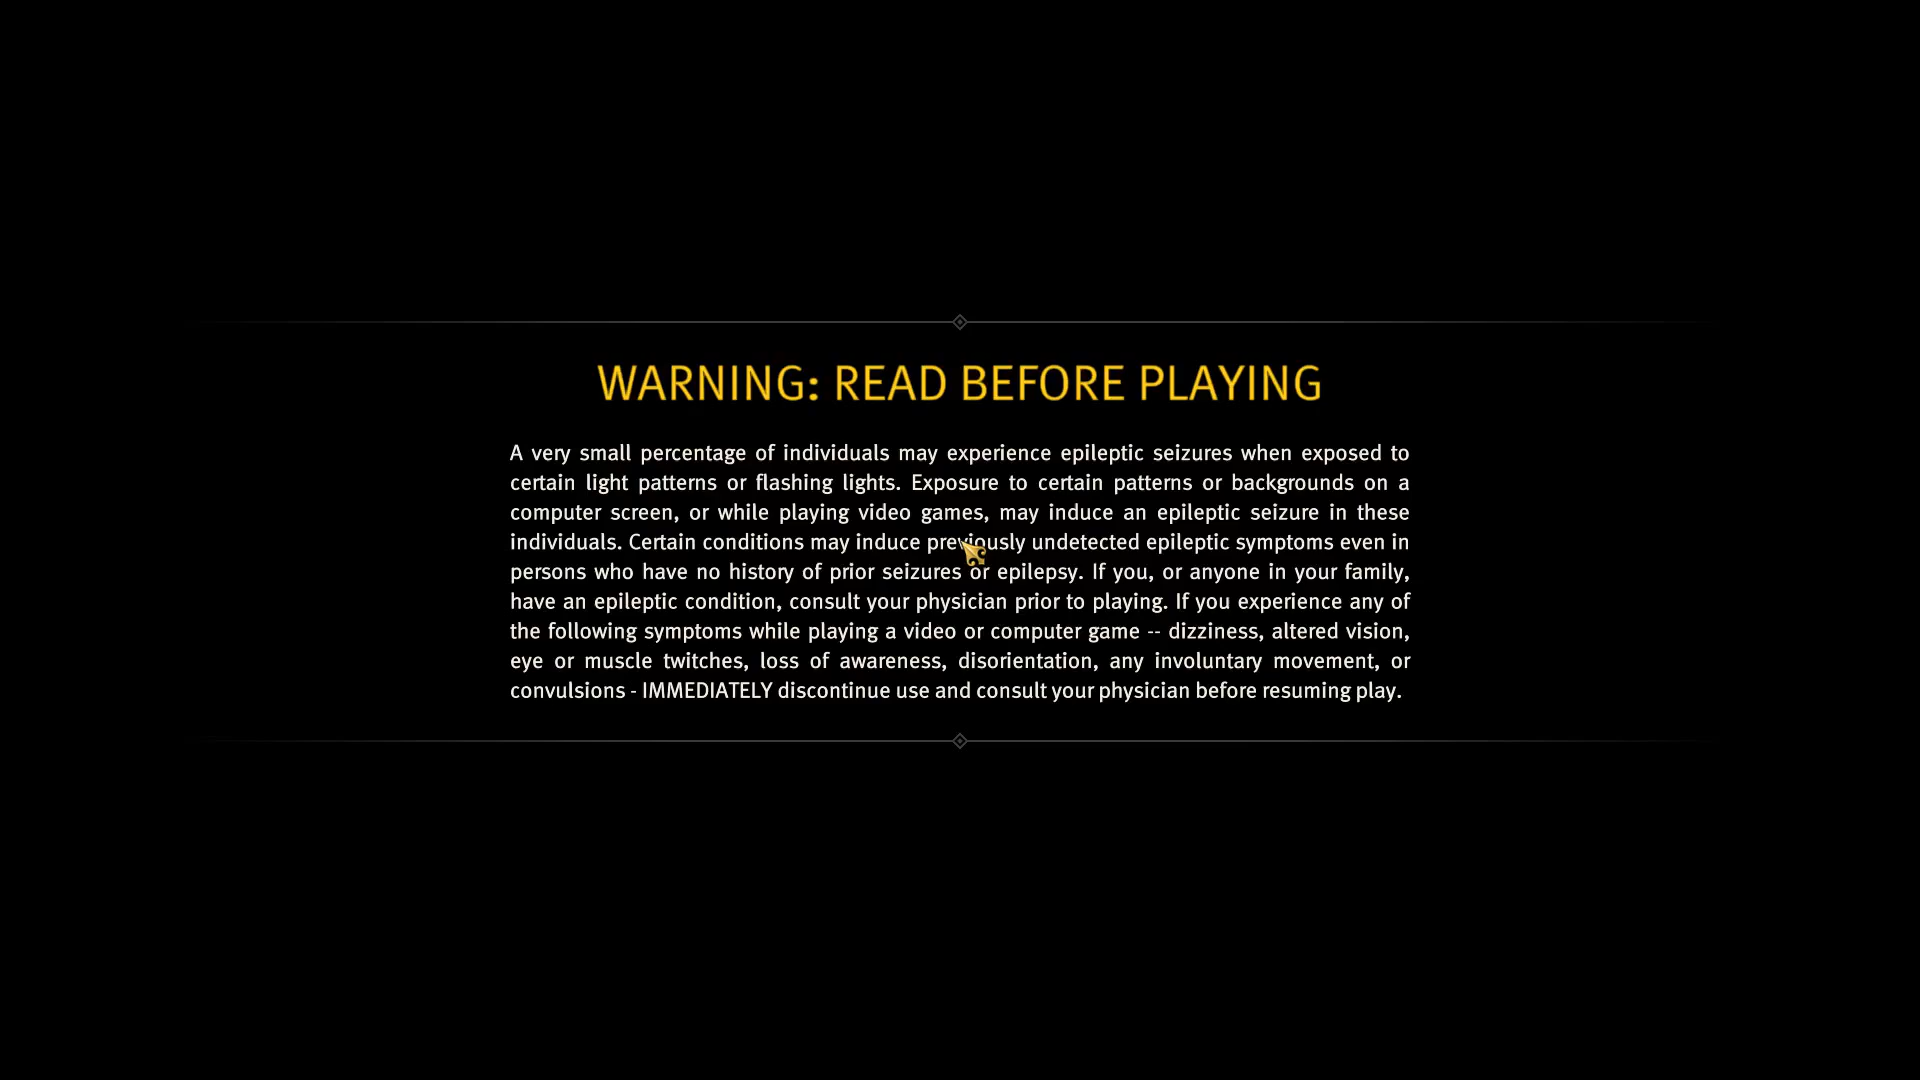 WARNING: READ BEFORE PLAYING
A very small percentage of individuals may experience epileptic seizures when exposed to
certain light patterns or flashing lights. Exposure to certain patterns or backgrounds on a
computer screen, or while playing video games, may induce an epileptic seizure in these
individuals. Certain conditions may induce previously undetected epileptic symptoms even in
persons who have no history of prior seizures or epilepsy. If you, or anyone in your family,
have an epileptic condition, consult your physician prior to playing. If you experience any of
the following symptoms while playing a video or computer game -- dizziness, altered vision,
eye or muscle twitches, loss of awareness, disorientation, any involuntary movement, or
convulsions - IMMEDIATELY discontinue use and consult your physician before resuming play.